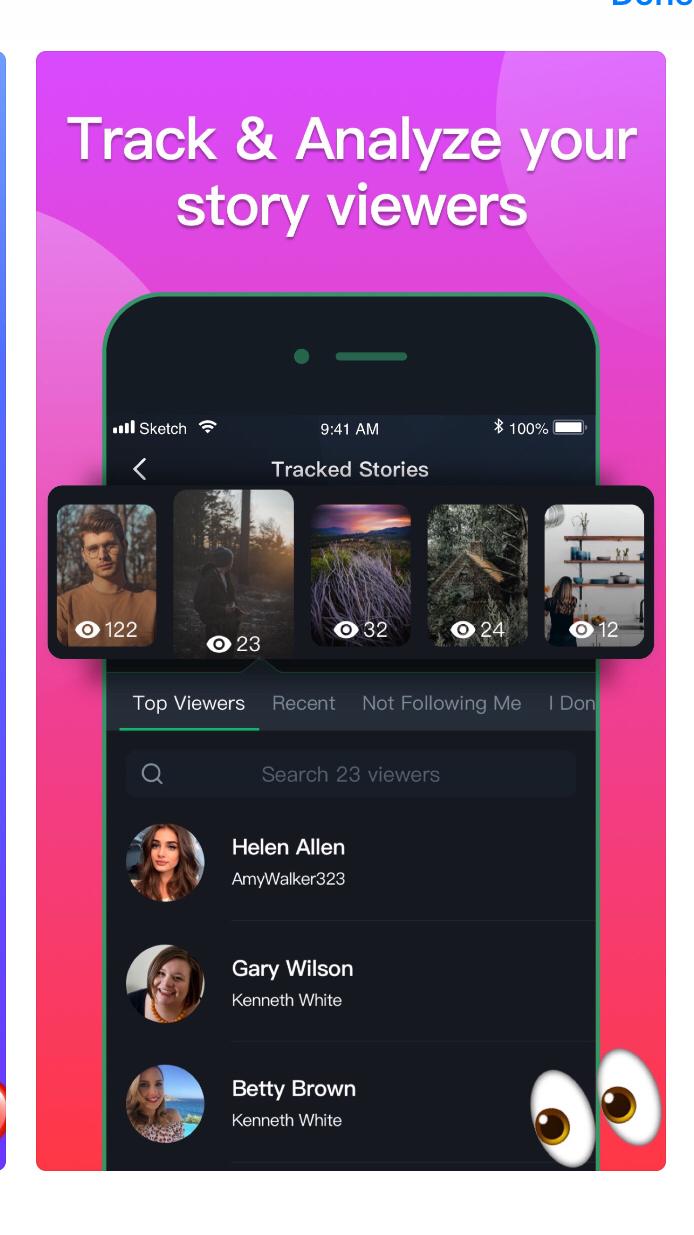 Track & Analyze your
story viewers
Sketch
9:41 AM
100%
Tracked Stories
122
23
32
24
12
Top Viewers
Recent
Not Following Me
I Don
Search 23 viewers
Helen Allen
AmyWalker323
Gary Wilson
Kenneth White
Betty Brown
Kenneth White